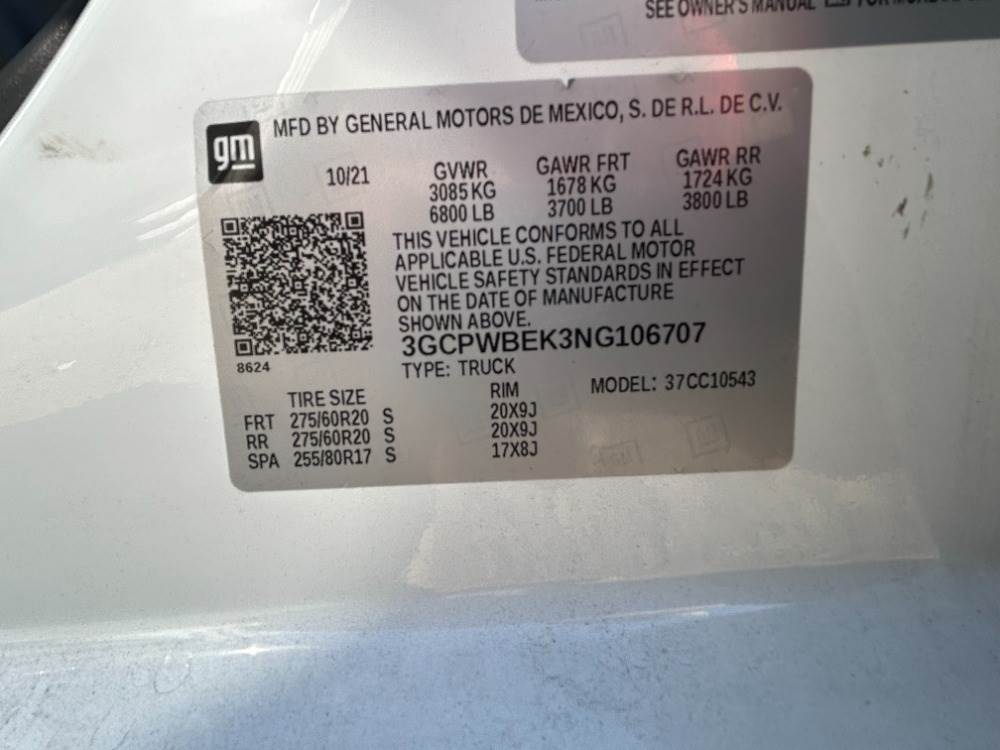 SEE OWNER'S MANUAL
gm
MFD BY GENERAL MOTORS DE MEXICO, S. DE R.L. DE C.V.
10/21 GVWR GAWR FRT GAWR RR
3085 KG 1678 KG 1724 KG
6800 LB 3700 LB 3800 LB
THIS VEHICLE CONFORMS TO ALL
APPLICABLE U.S. FEDERAL MOTOR
VEHICLE SAFETY STANDARDS IN EFFECT
ON THE DATE OF MANUFACTURE
SHOWN ABOVE.
3GCPWBEK3NG106707
8624
TYPE: TRUCK MODEL: 37CC10543
TIRE SIZE RIM
FRT 275/60R20 S 20X9J
RR 275/60R20 S 20X9J
SPA 255/80R17 S 17X8J